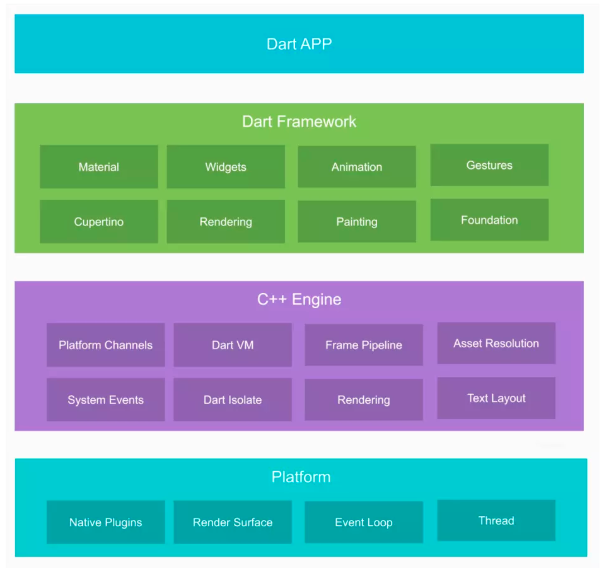 Dart APP
Dart Framework
Material
Widgets
Animation
Gestures
Cupertino
Rendering
Painting
Foundation
C++ Engine
Platform Channels
Dart VM
Frame Pipeline
Asset Resolution
System Events
Dart Isolate
Rendering
Text Layout
Platform
Native Plugins
Render Surface
Event Loop
Thread